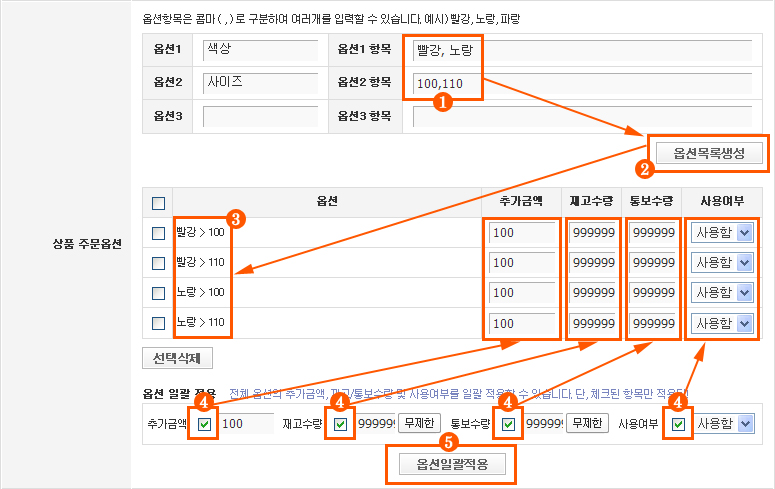 옵션항목은 콤마 ( , ) 로 구분하여 여러개를 입력할 수 있습니다. 예시) 빨강, 노랑, 파랑
옵션1 색상 옵션1 항목 빨강, 노랑
옵션2 사이즈 옵션2 항목 100,110
1
옵션3 옵션3 항목
옵션목록생성
2
옵션 추가금액 재고수량 통보수량 사용여부
3
빨강 > 100 100 999999 999999 사용함
상품 주문옵션
빨강 > 110 100 999999 999999 사용함
노랑 > 100 100 999999 999999 사용함
노랑 > 110 100 999999 999999 사용함
선택삭제
옵션 일괄 적용 전체 옵션의 추가금액, 재고/통보수량 및 사용여부를 일괄 적용할 수 있습니다. 단, 체크된 항목만 적용
4 4 4 4
추가금액 100 재고수량 99999 무제한 통보수량 99999 무제한 사용여부 사용함
5
옵션일괄적용